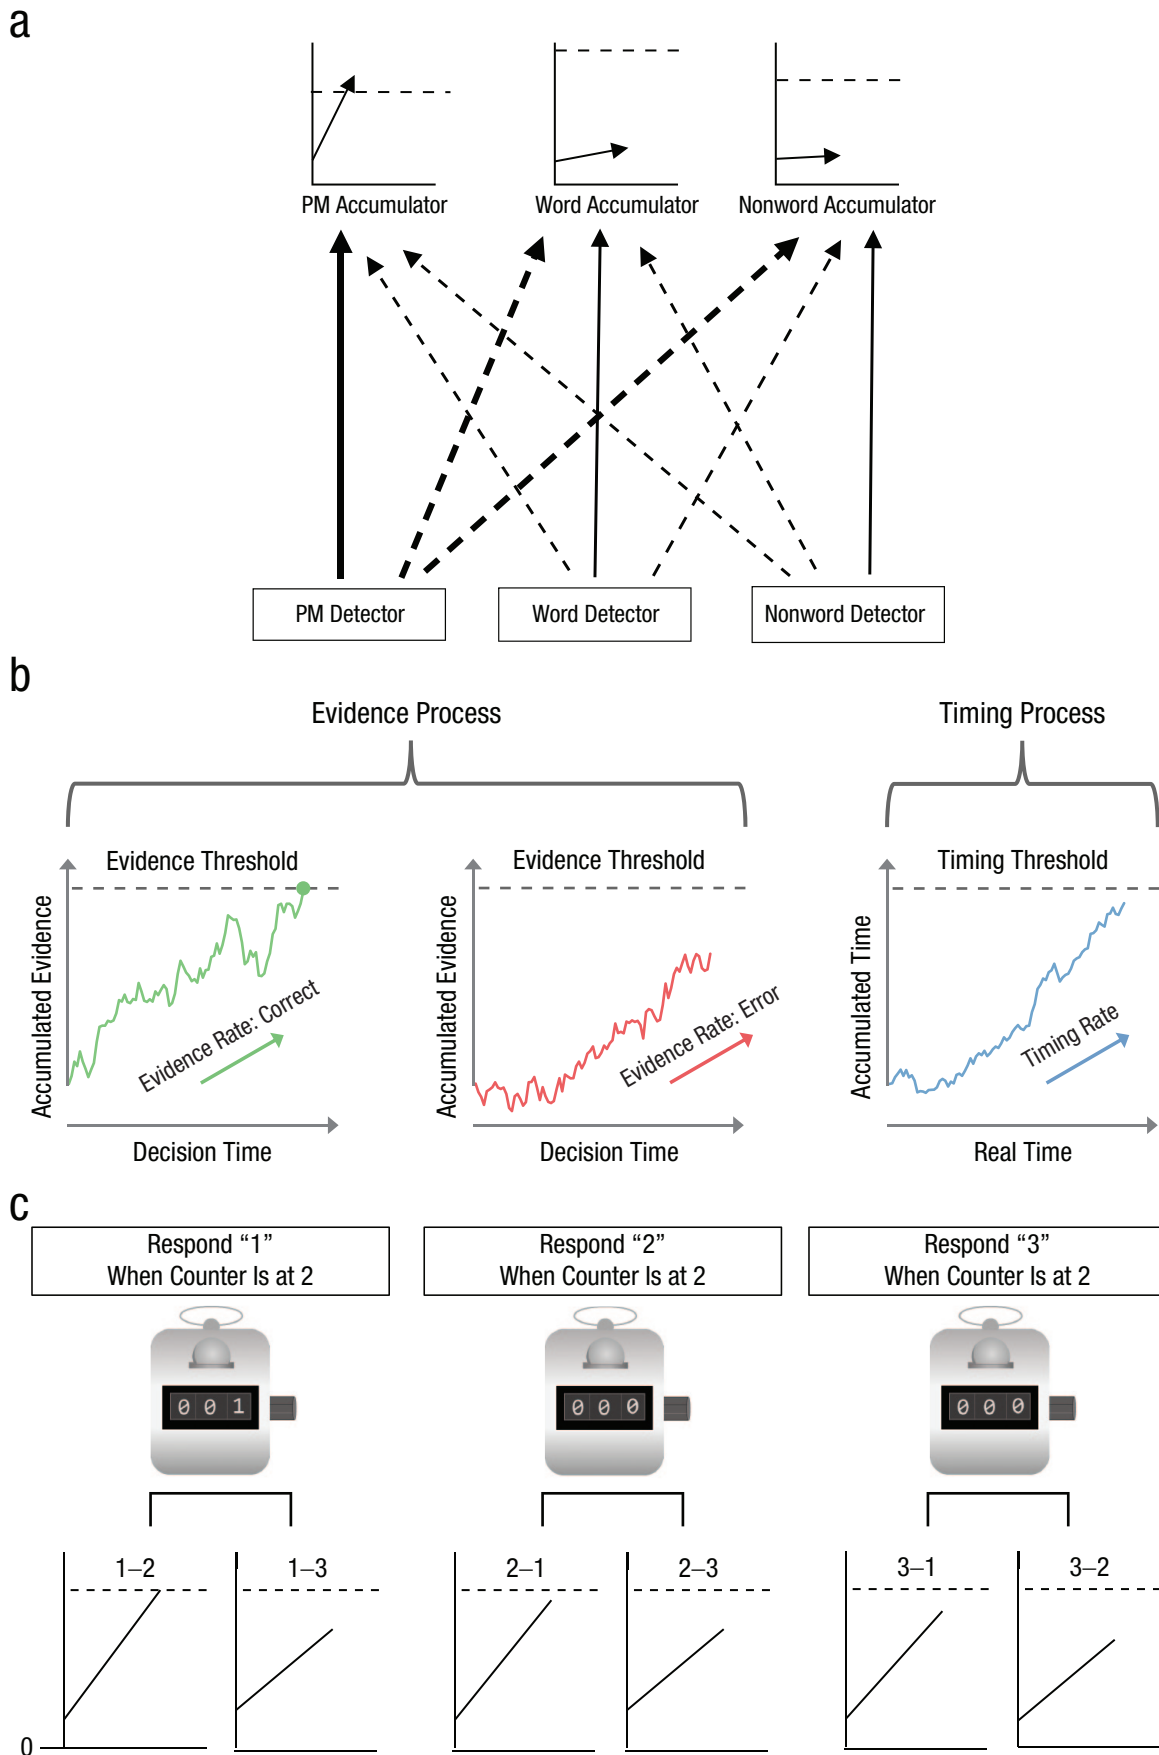 a
PM Accumulator
Word Accumulator
Nonword Accumulator
PM Detector
Word Detector
Nonword Detector
b
Evidence Process
Timing Process
Evidence Threshold
Evidence Threshold
Timing Threshold
Accumulated Evidence
Evidence Rate: Correct
Decision Time
Accumulated Evidence
Evidence Rate: Error
Decision Time
Accumulated Time
Timing Rate
Real Time
c
Respond “1”
When Counter Is at 2
Respond “2”
When Counter Is at 2
Respond “3”
When Counter Is at 2
0 0 1
0 0 0
0 0 0
1–2
1–3
2–1
2–3
3–1
3–2
0